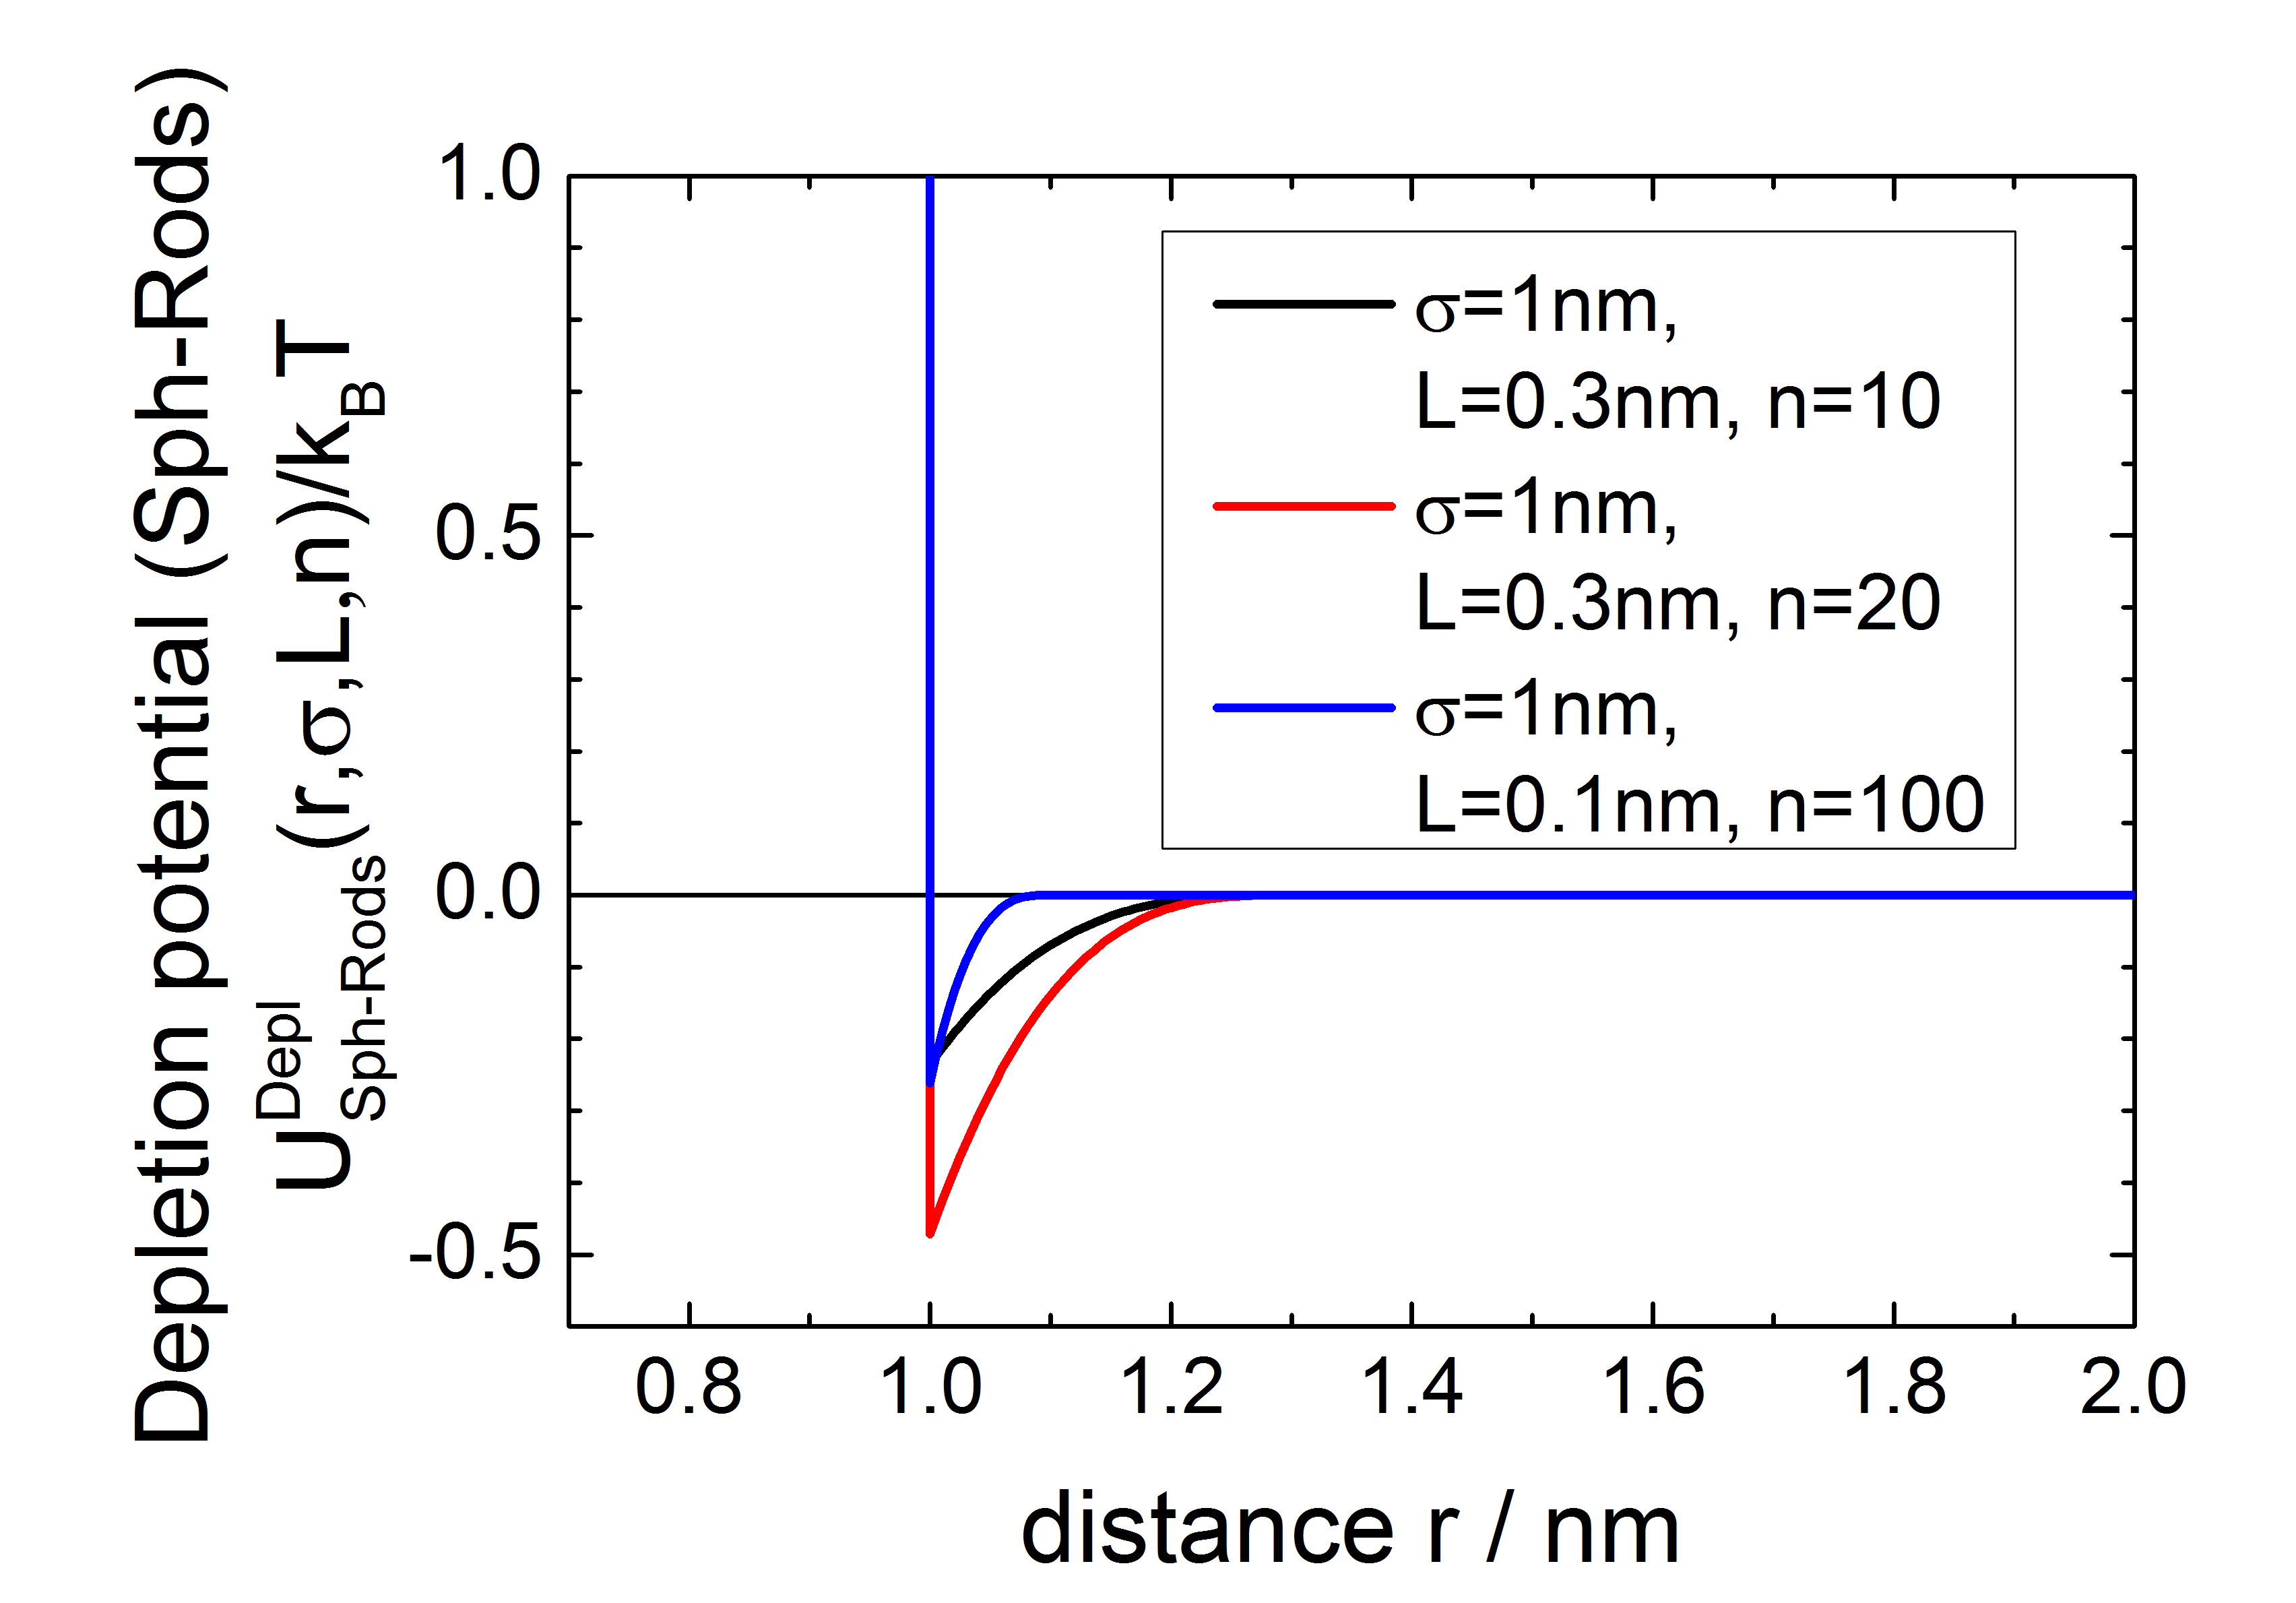 Depletion potential (Sph-Rods)
U^Depl_Sph-Rods(r,σ,L,n)/k_BT
1.0
0.5
0.0
-0.5
σ=1nm,
L=0.3nm, n=10
σ=1nm,
L=0.3nm, n=20
σ=1nm,
L=0.1nm, n=100
0.8 1.0 1.2 1.4 1.6 1.8 2.0
distance r / nm